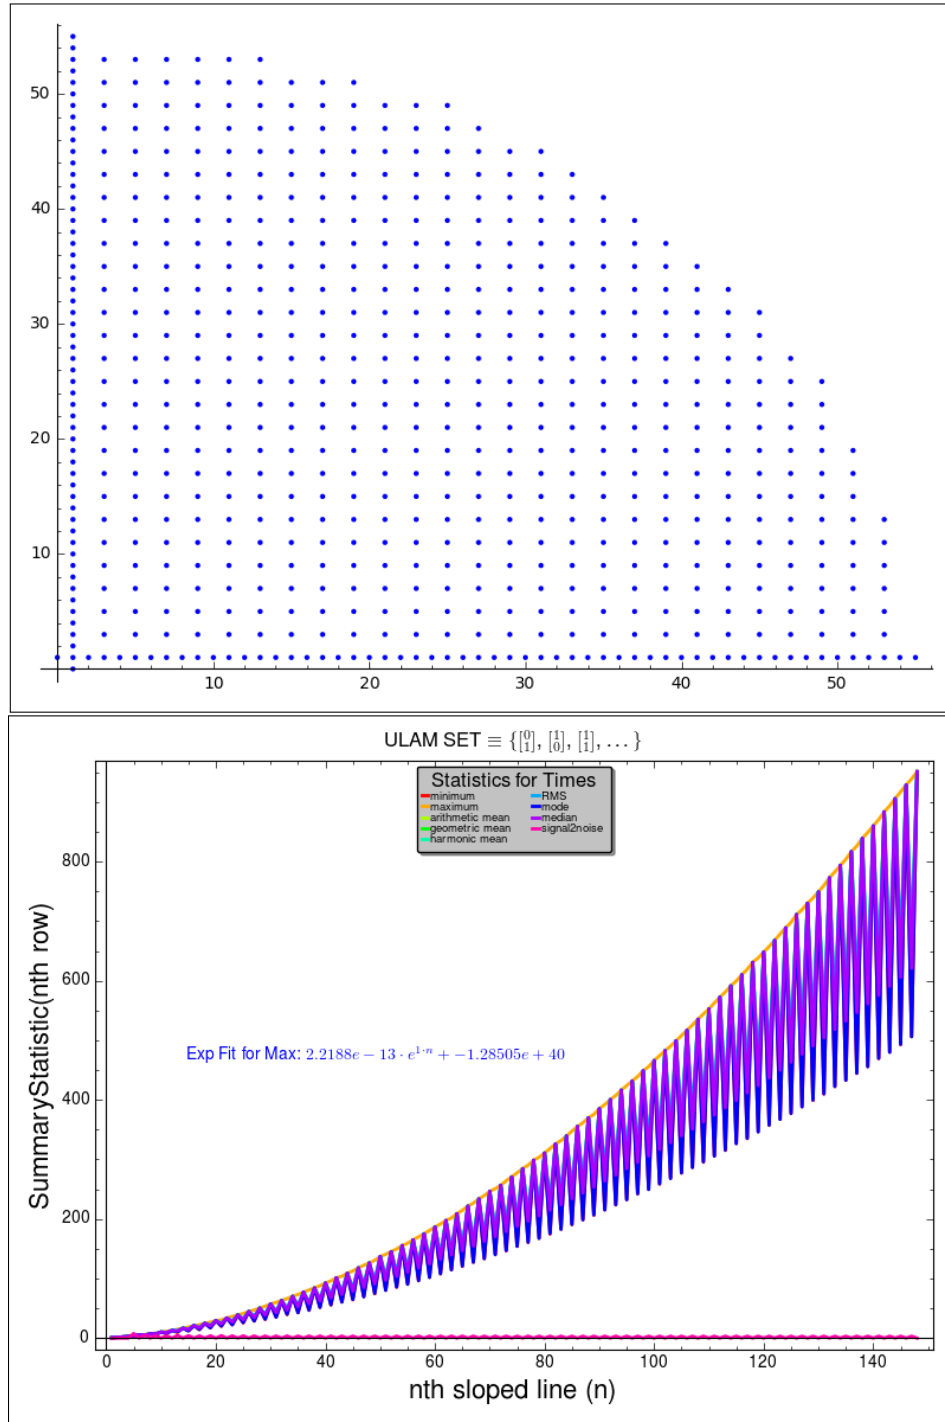 50
40
30
20
10
10 20 30 40 50
ULAM SET ≡ {[0 1], [1 0], [1 1], . . . }
Statistics for Times
minimum RMS
maximum mode
arithmetic mean median
geometric mean signal2noise
harmonic mean
800
600
Exp Fit for Max: 2.2188e − 13 · e^{1·n} + −1.28505e + 40
400
200
0
SummaryStatistic(nth row)
0 20 40 60 80 100 120 140
nth sloped line (n)